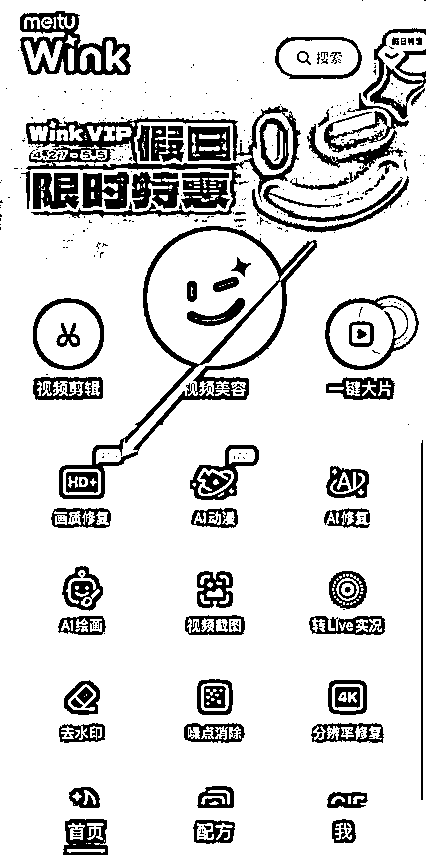 meitu
Wink
搜索
假日特惠
Wink VIP 假日
4.27-5.5
限时特惠
视频剪辑 视频美容 一键大片
HD+
画质修复 AI动漫 AI修复
AI绘画 视频截图 转Live实况
4K
去水印 噪点消除 分辨率修复
首页 配方 我